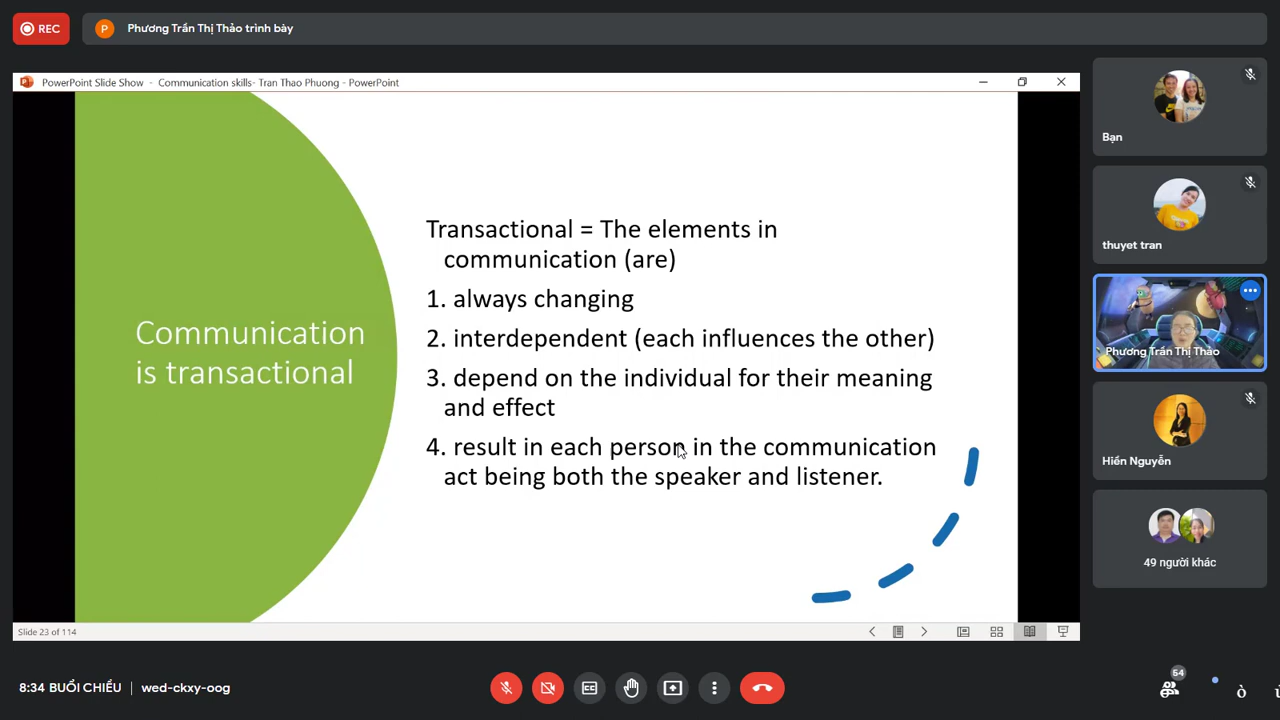 REC
P
Phương Trần Thị Thảo trình bày
PowerPoint Slide Show - Communication skills- Tran Thao Phuong - PowerPoint
Communication
is transactional
Transactional = The elements in
communication (are)
1. always changing
2. interdependent (each influences the other)
3. depend on the individual for their meaning
and effect
4. result in each person in the communication
act being both the speaker and listener.
Slide 23 of 114
Bạn
thuyet tran
Phương Trần Thị Thảo
Hiền Nguyễn
49 người khác
8:34 BUỔI CHIỀU
wed-ckxy-oog
CC
54